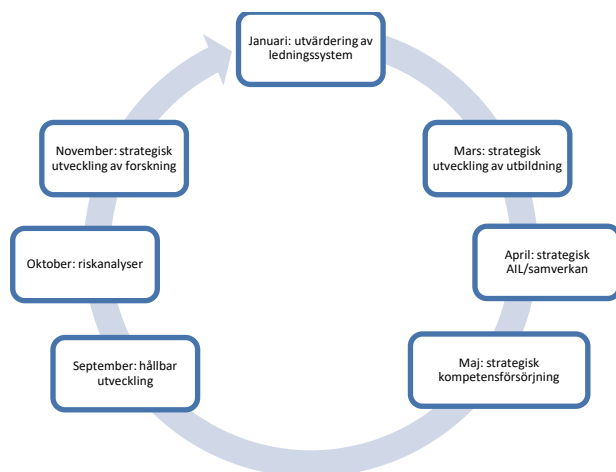 Januari: utvärdering av
ledningssystem
Mars: strategisk
utveckling av utbildning
April: strategisk
AIL/samverkan
Maj: strategisk
kompetensförsörjning
September: hållbar
utveckling
Oktober: riskanalyser
November: strategisk
utveckling av forskning